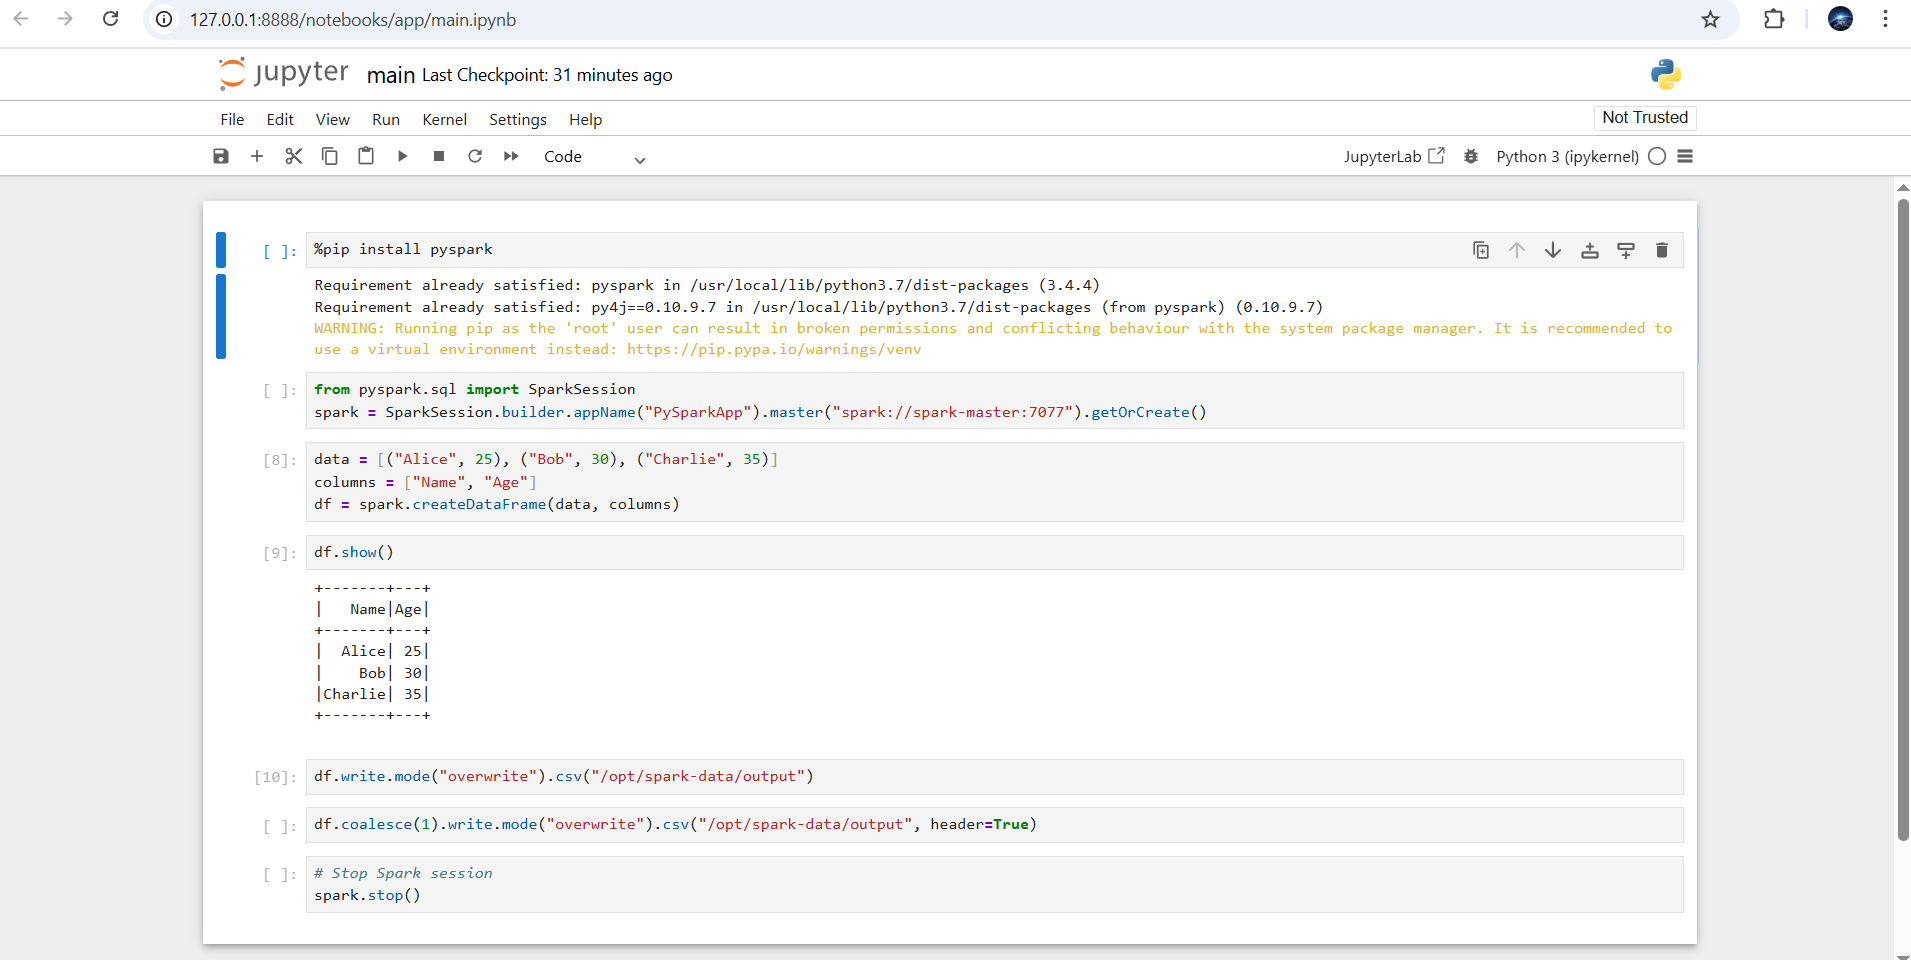 127.0.0.1:8888/notebooks/app/main.ipynb
jupyter main Last Checkpoint: 31 minutes ago
File Edit View Run Kernel Settings Help
Not Trusted
Code
JupyterLab Python 3 (ipykernel)
[ ]: %pip install pyspark
Requirement already satisfied: pyspark in /usr/local/lib/python3.7/dist-packages (3.4.4)
Requirement already satisfied: py4j==0.10.9.7 in /usr/local/lib/python3.7/dist-packages (from pyspark) (0.10.9.7)
WARNING: Running pip as the 'root' user can result in broken permissions and conflicting behaviour with the system package manager. It is recommended to
use a virtual environment instead: https://pip.pypa.io/warnings/venv
[ ]: from pyspark.sql import SparkSession
spark = SparkSession.builder.appName("PySparkApp").master("spark://spark-master:7077").getOrCreate()
[8]: data = [("Alice", 25), ("Bob", 30), ("Charlie", 35)]
columns = ["Name", "Age"]
df = spark.createDataFrame(data, columns)
[9]: df.show()
+-------+---+
|   Name|Age|
+-------+---+
|  Alice| 25|
|    Bob| 30|
|Charlie| 35|
+-------+---+
[10]: df.write.mode("overwrite").csv("/opt/spark-data/output")
[ ]: df.coalesce(1).write.mode("overwrite").csv("/opt/spark-data/output", header=True)
[ ]: # Stop Spark session
spark.stop()